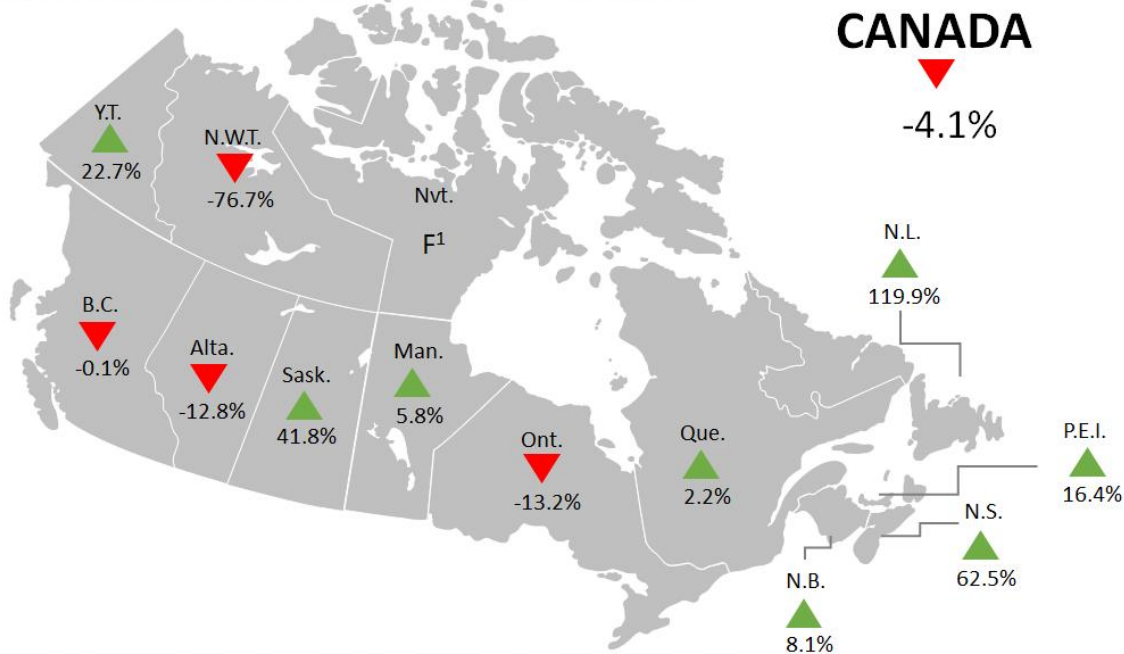 CANADA
-4.1%
Y.T.
22.7%
N.W.T.
-76.7%
Nvt.
F¹
B.C.
-0.1%
Alta.
-12.8%
Sask.
41.8%
Man.
5.8%
Ont.
-13.2%
Que.
2.2%
N.L.
119.9%
P.E.I.
16.4%
N.S.
62.5%
N.B.
8.1%